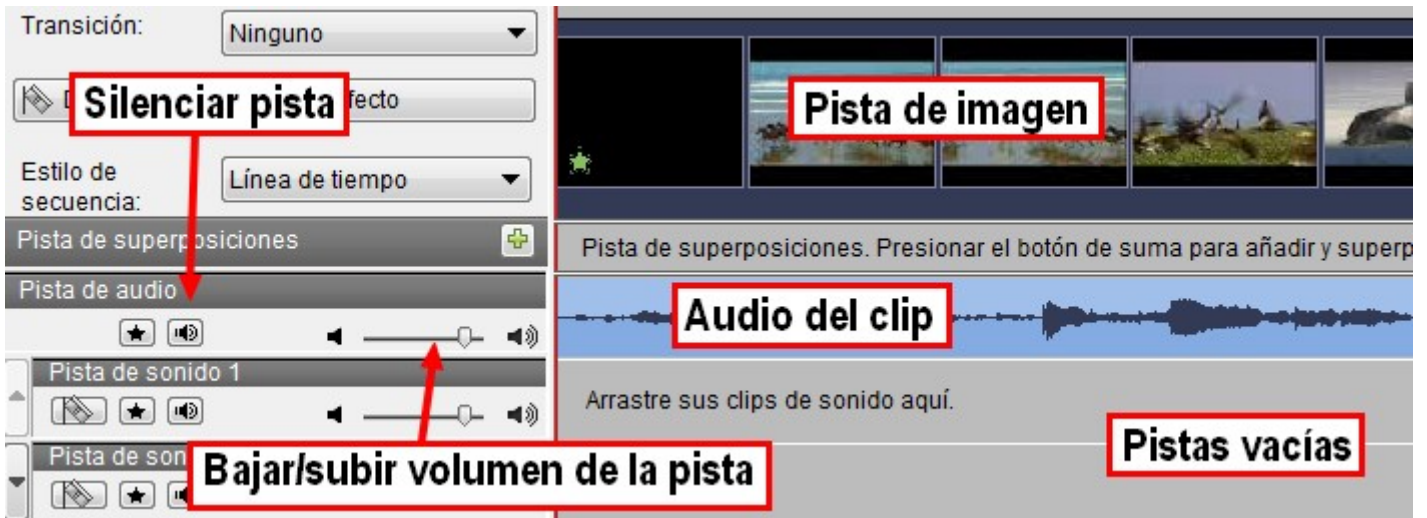 Transición:
Ninguno
Silenciar pista
fecto
Pista de imagen
Estilo de
secuencia:
Línea de tiempo
Pista de superposiciones
Pista de superposiciones. Presionar el botón de suma para añadir y superp
Pista de audio
Audio del clip
Pista de sonido 1
Arrastre sus clips de sonido aquí.
Pistas vacías
Pista de son
Bajar/subir volumen de la pista